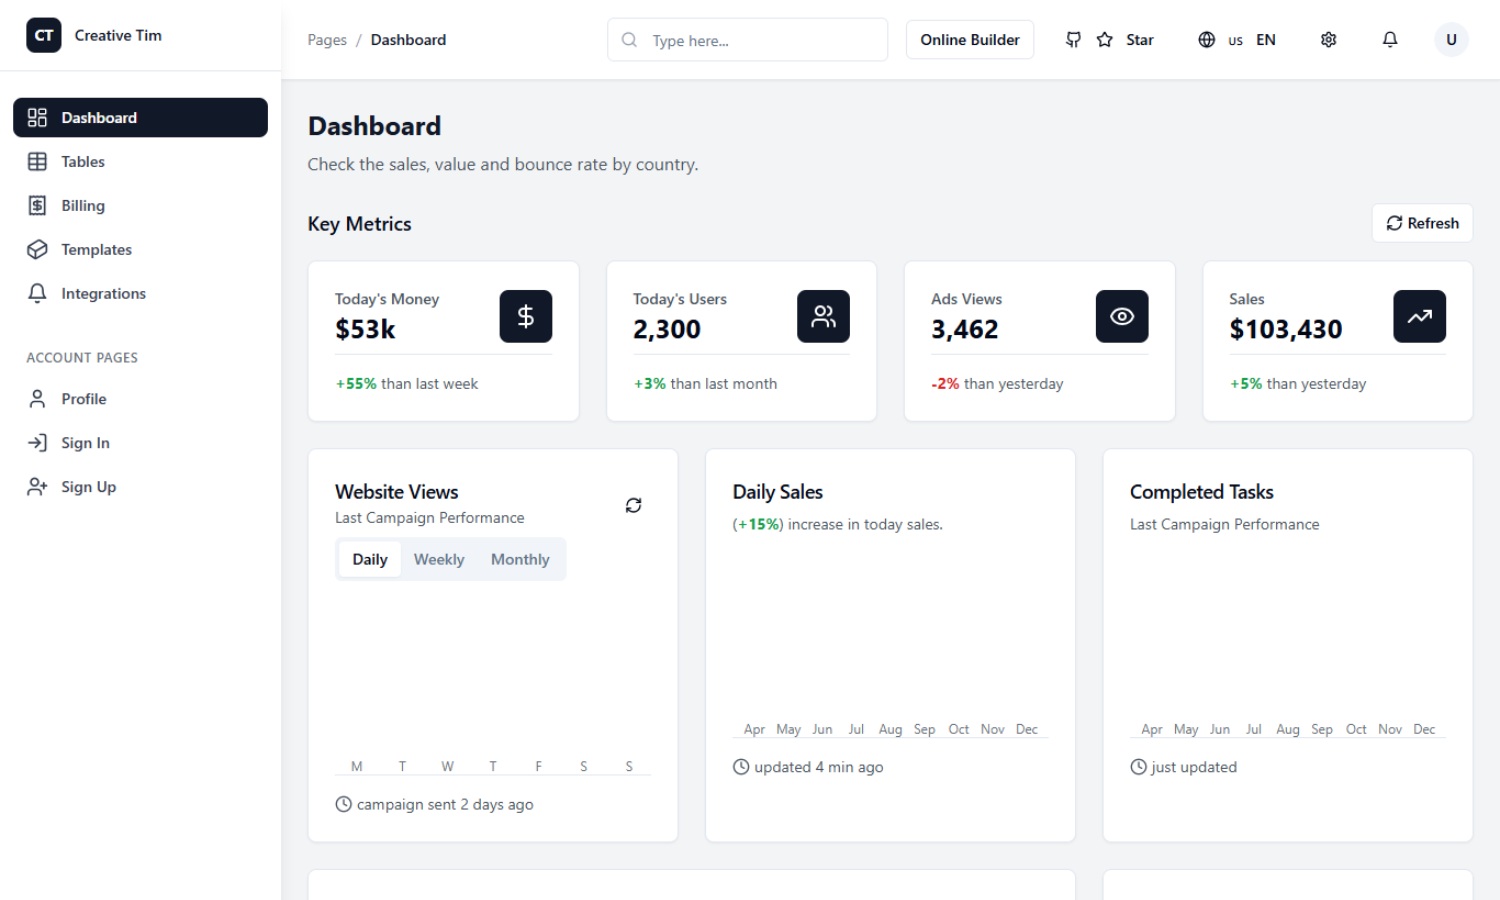 CT Creative Tim
Pages / Dashboard
Type here...
Online Builder
Star
US EN
U
Dashboard
Tables
Billing
Templates
Integrations
ACCOUNT PAGES
Profile
Sign In
Sign Up
Dashboard
Check the sales, value and bounce rate by country.
Key Metrics
Refresh
Today's Money
$53k
+55% than last week
Today's Users
2,300
+3% than last month
Ads Views
3,462
-2% than yesterday
Sales
$103,430
+5% than yesterday
Website Views
Last Campaign Performance
Daily Weekly Monthly
M T W T F S S
campaign sent 2 days ago
Daily Sales
(+15%) increase in today sales.
Apr May Jun Jul Aug Sep Oct Nov Dec
updated 4 min ago
Completed Tasks
Last Campaign Performance
Apr May Jun Jul Aug Sep Oct Nov Dec
just updated